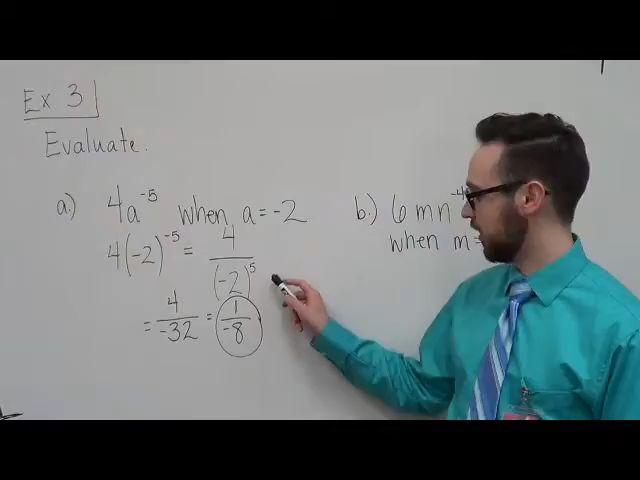 Ex 3
Evaluate.
a.) 4a⁻⁵ when a = -2
4(-2)⁻⁵ = 4/(-2)⁵
= 4/-32 = 1/-8
b.) 6mn⁻⁴
when m =